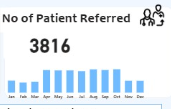 No of Patient Referred
3816
Jan Feb Mar Apr May Jun Jul Aug Sep Oct Nov Dec